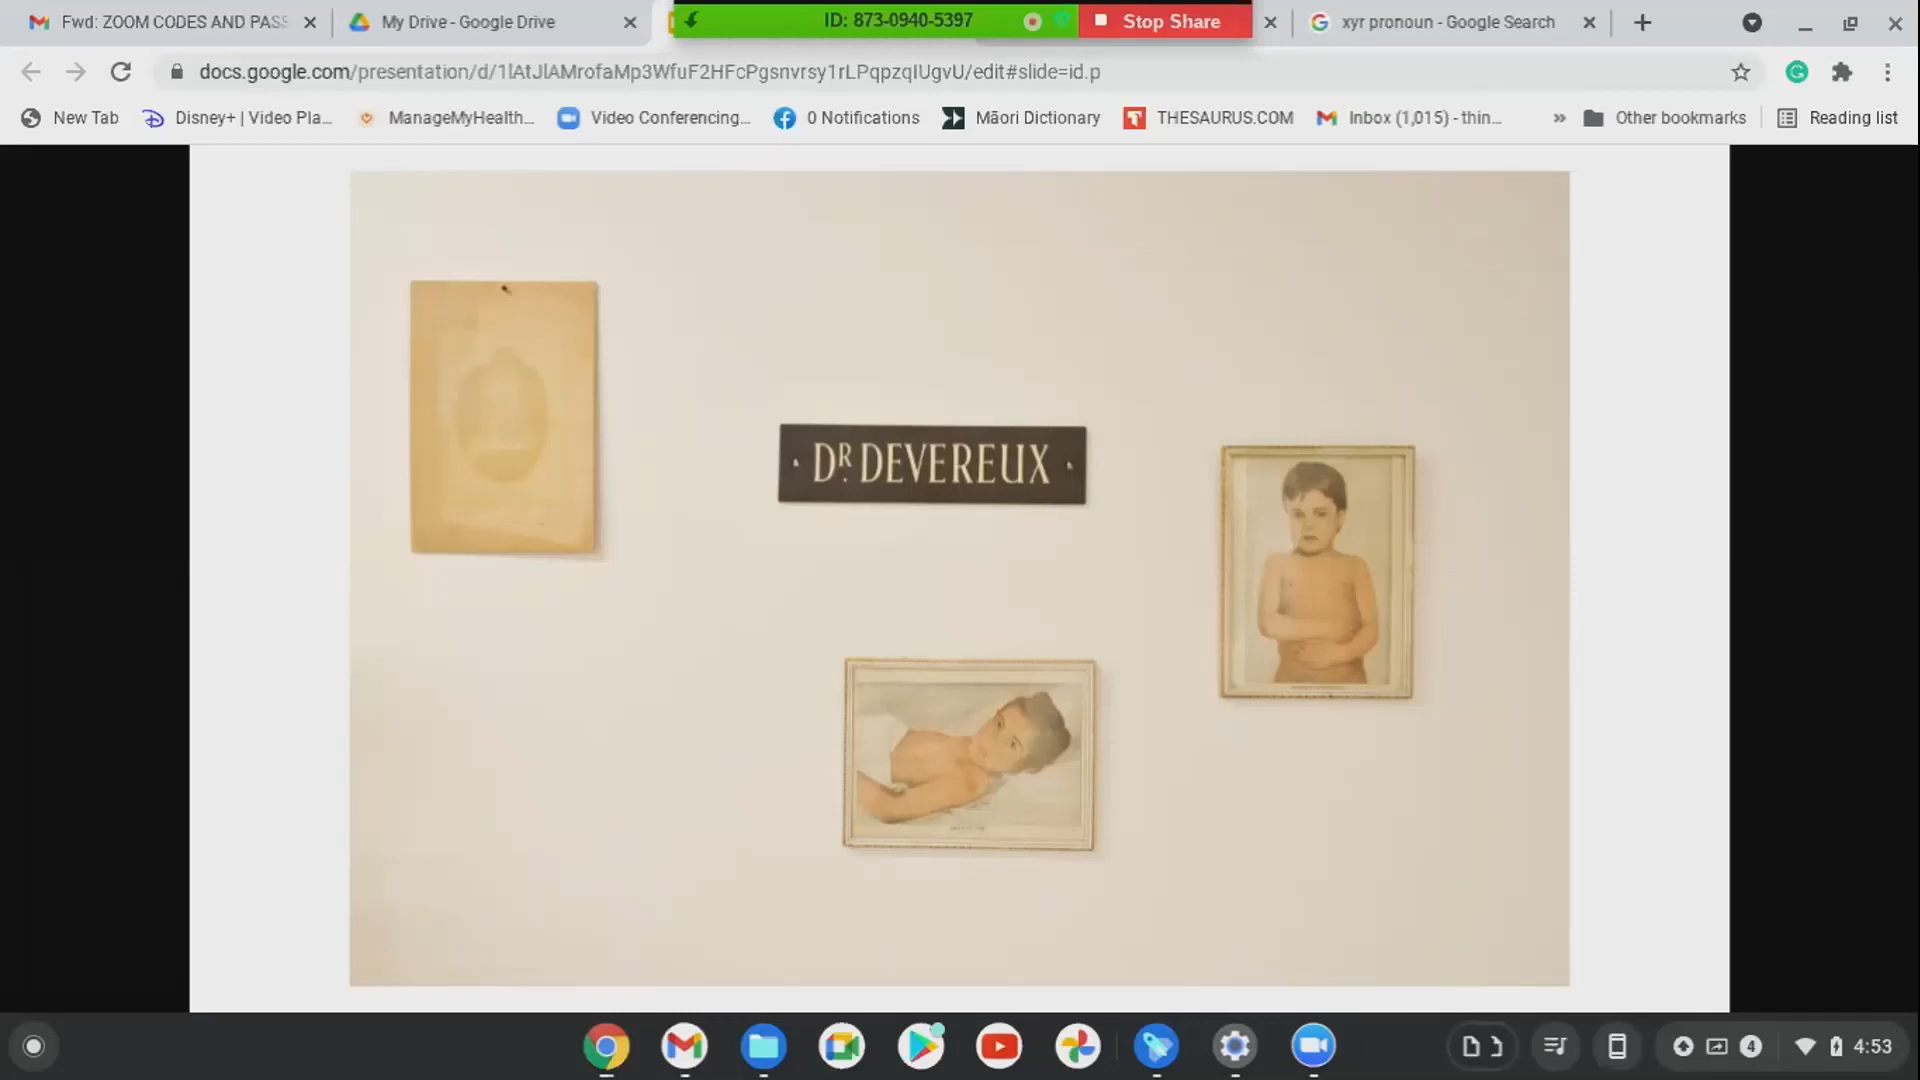 Fwd: ZOOM CODES AND PASS
My Drive - Google Drive
ID: 873-0940-5397
Stop Share
xyr pronoun - Google Search
docs.google.com/presentation/d/1lAtJlAMrofaMp3WfuF2HFcPgsnvrsy1rLPqpzqIUgvU/edit#slide=id.p
New Tab
Disney+ | Video Pla...
ManageMyHealth...
Video Conferencing...
0 Notifications
Māori Dictionary
THESAURUS.COM
Inbox (1,015) - thin...
»
Other bookmarks
Reading list
DR. DEVEREUX
4
4:53